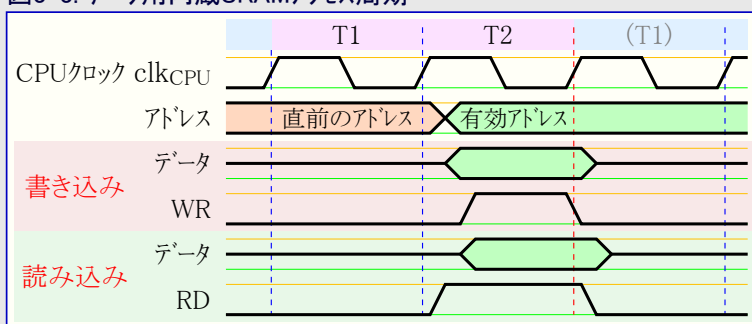 T1 T2 (T1)
CPUクロック clkCPU
アドレス 直前のアドレス 有効アドレス
データ
書き込み
WR
データ
読み込み
RD